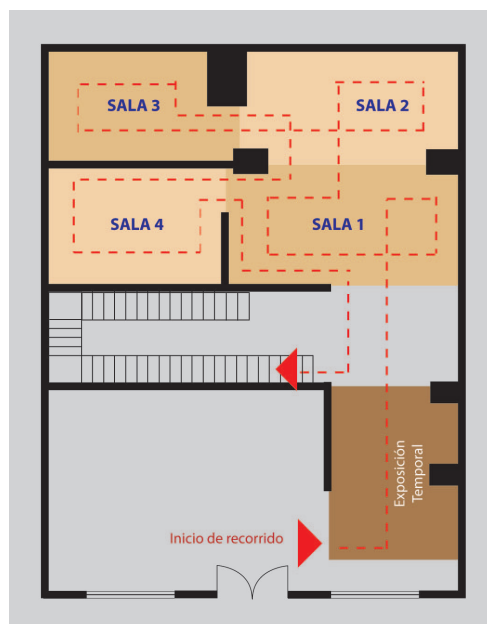 SALA 3
SALA 2
SALA 4
SALA 1
Exposición
Temporal
Inicio de recorrido